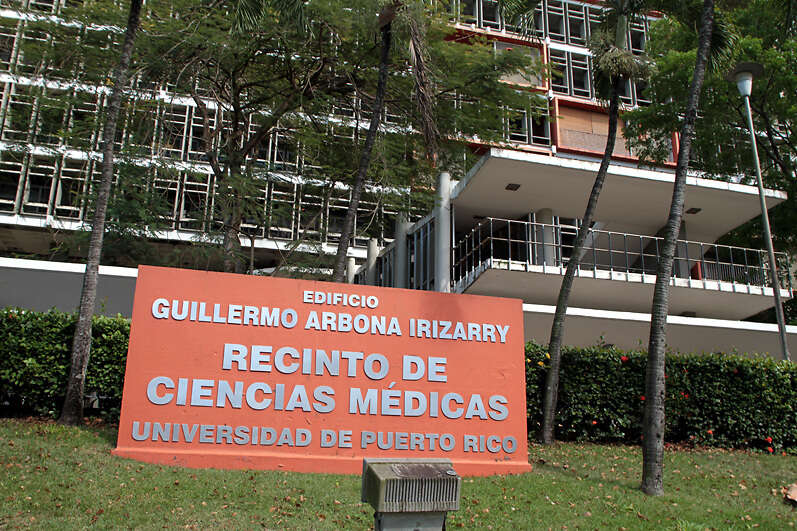 EDIFICIO
GUILLERMO ARBONA IRIZARRY
RECINTO DE
CIENCIAS MÉDICAS
UNIVERSIDAD DE PUERTO RICO